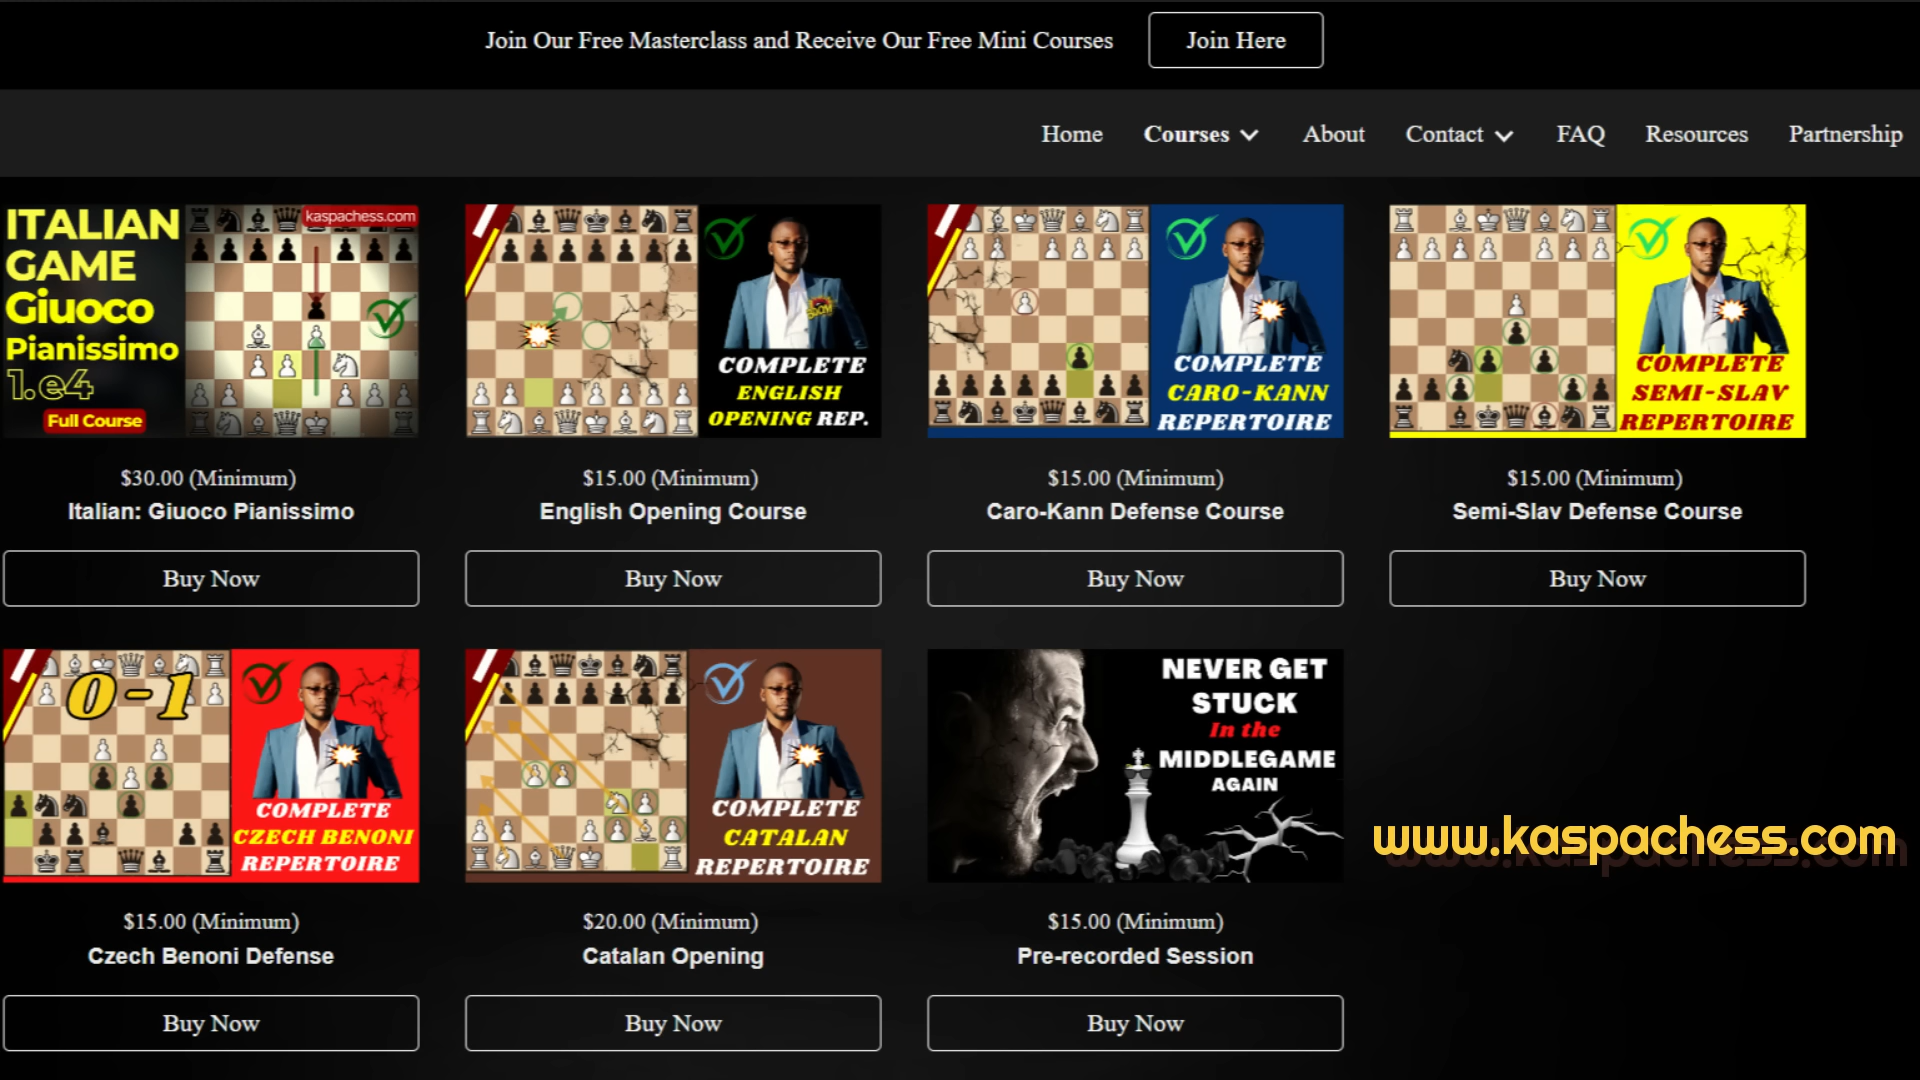 Join Our Free Masterclass and Receive Our Free Mini Courses
Join Here
Home
Courses
About
Contact
FAQ
Resources
Partnership
ITALIAN
GAME
Giuoco
Pianissimo
1.e4
Full Course
kaspachess.com
COMPLETE
ENGLISH
OPENING REP.
COMPLETE
CARO-KANN
REPERTOIRE
COMPLETE
SEMI-SLAV
REPERTOIRE
$30.00 (Minimum)
Italian: Giuoco Pianissimo
Buy Now
$15.00 (Minimum)
English Opening Course
Buy Now
$15.00 (Minimum)
Caro-Kann Defense Course
Buy Now
$15.00 (Minimum)
Semi-Slav Defense Course
Buy Now
0-1
COMPLETE
CZECH BENONI
REPERTOIRE
COMPLETE
CATALAN
REPERTOIRE
NEVER GET
STUCK
In the
MIDDLEGAME
AGAIN
www.kaspachess.com
$15.00 (Minimum)
Czech Benoni Defense
Buy Now
$20.00 (Minimum)
Catalan Opening
Buy Now
$15.00 (Minimum)
Pre-recorded Session
Buy Now